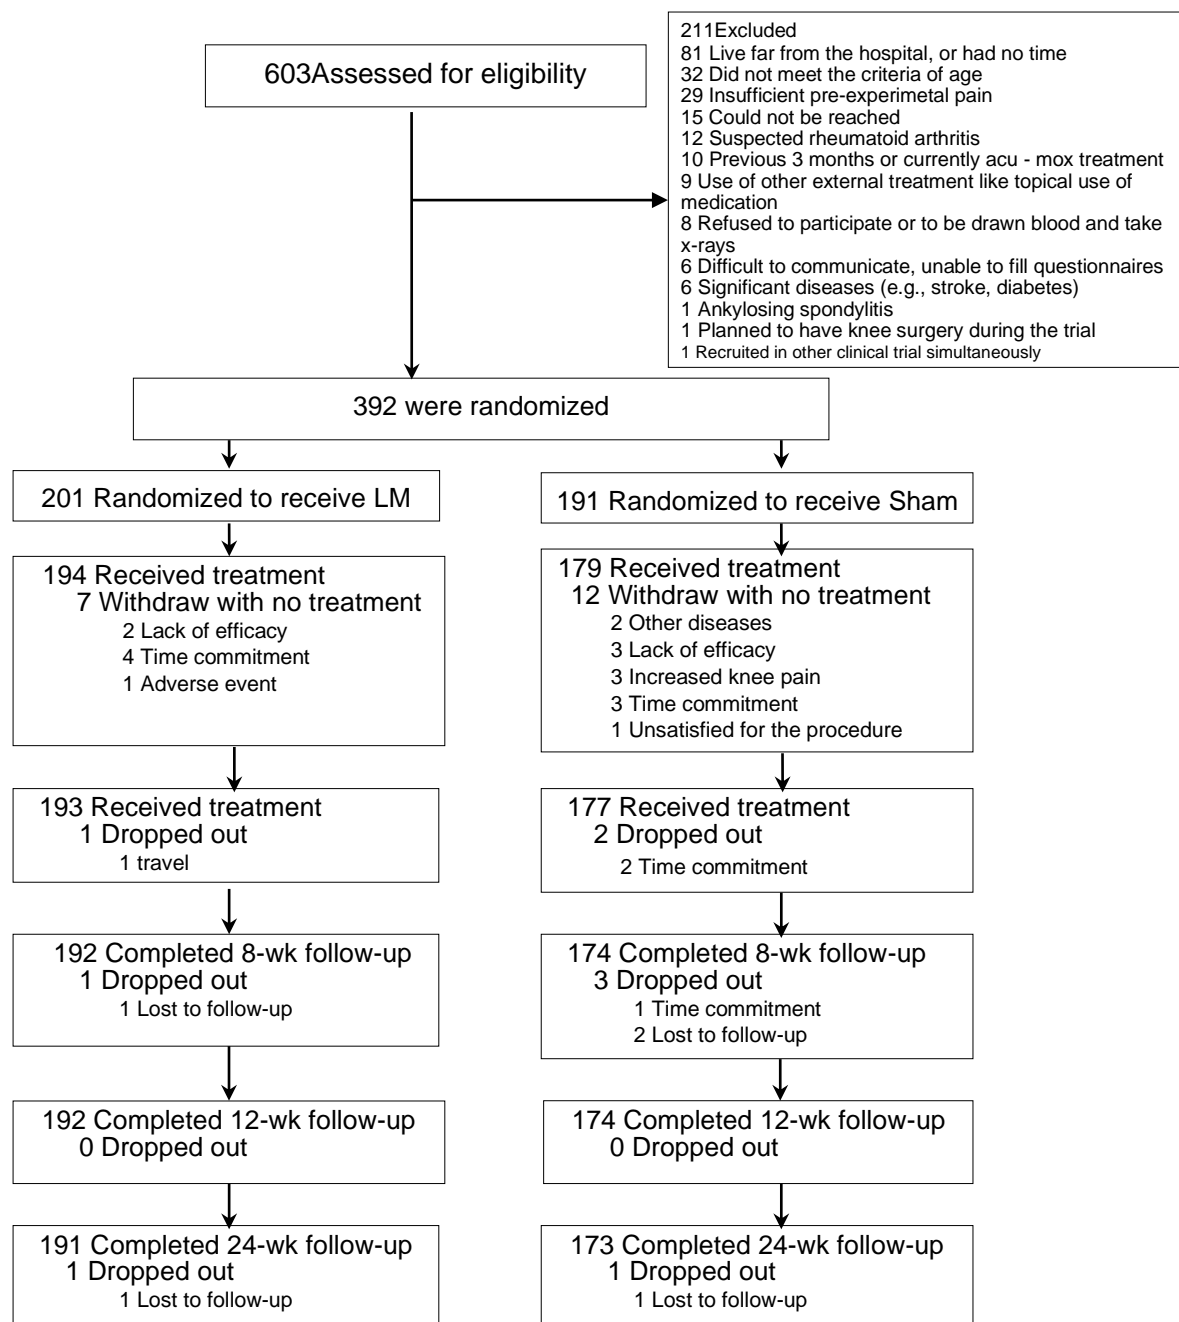 603Assessed for eligibility
211Excluded
81 Live far from the hospital, or had no time
32 Did not meet the criteria of age
29 Insufficient pre-experimetal pain
15 Could not be reached
12 Suspected rheumatoid arthritis
10 Previous 3 months or currently acu - mox treatment
9 Use of other external treatment like topical use of
medication
8 Refused to participate or to be drawn blood and take
x-rays
6 Difficult to communicate, unable to fill questionnaires
6 Significant diseases (e.g., stroke, diabetes)
1 Ankylosing spondylitis
1 Planned to have knee surgery during the trial
1 Recruited in other clinical trial simultaneously
392 were randomized
201 Randomized to receive LM
194 Received treatment
7 Withdraw with no treatment
2 Lack of efficacy
4 Time commitment
1 Adverse event
193 Received treatment
1 Dropped out
1 travel
192 Completed 8-wk follow-up
1 Dropped out
1 Lost to follow-up
192 Completed 12-wk follow-up
0 Dropped out
191 Completed 24-wk follow-up
1 Dropped out
1 Lost to follow-up
191 Randomized to receive Sham
179 Received treatment
12 Withdraw with no treatment
2 Other diseases
3 Lack of efficacy
3 Increased knee pain
3 Time commitment
1 Unsatisfied for the procedure
177 Received treatment
2 Dropped out
2 Time commitment
174 Completed 8-wk follow-up
3 Dropped out
1 Time commitment
2 Lost to follow-up
174 Completed 12-wk follow-up
0 Dropped out
173 Completed 24-wk follow-up
1 Dropped out
1 Lost to follow-up